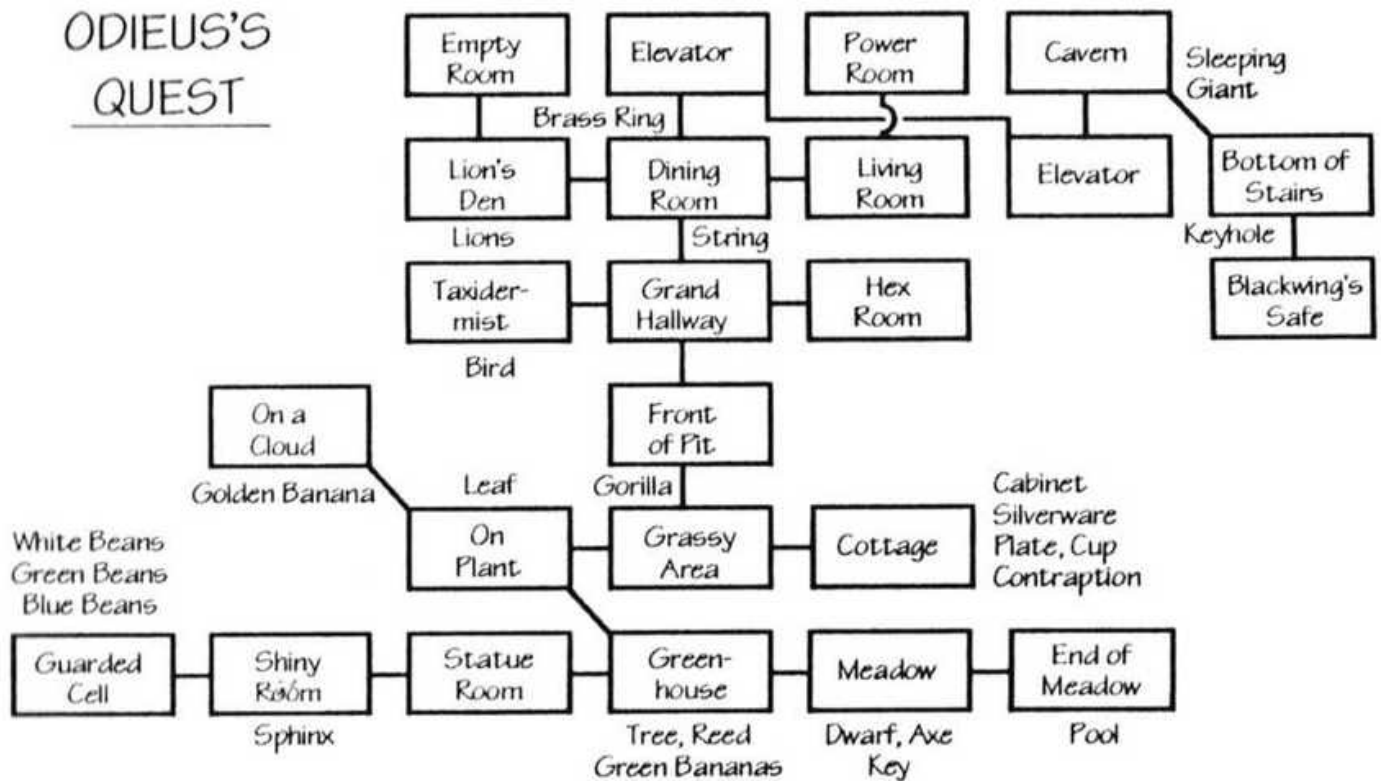 ODIEUS'S
QUEST
Empty
Room
Elevator
Power
Room
Cavern
Sleeping
Giant
Brass Ring
Lion's
Den
Dining
Room
Living
Room
Elevator
Bottom of
Stairs
Lions
String
Keyhole
Taxider-
mist
Grand
Hallway
Hex
Room
Blackwing's
Safe
Bird
On a
Cloud
Front
of Pit
Golden Banana
Leaf
Gorilla
Cabinet
Silverware
Plate, Cup
Contraption
On
Plant
Grassy
Area
Cottage
White Beans
Green Beans
Blue Beans
Guarded
Cell
Shiny
Room
Statue
Room
Green-
house
Meadow
End of
Meadow
Sphinx
Tree, Reed
Green Bananas
Dwarf, Axe
Key
Pool